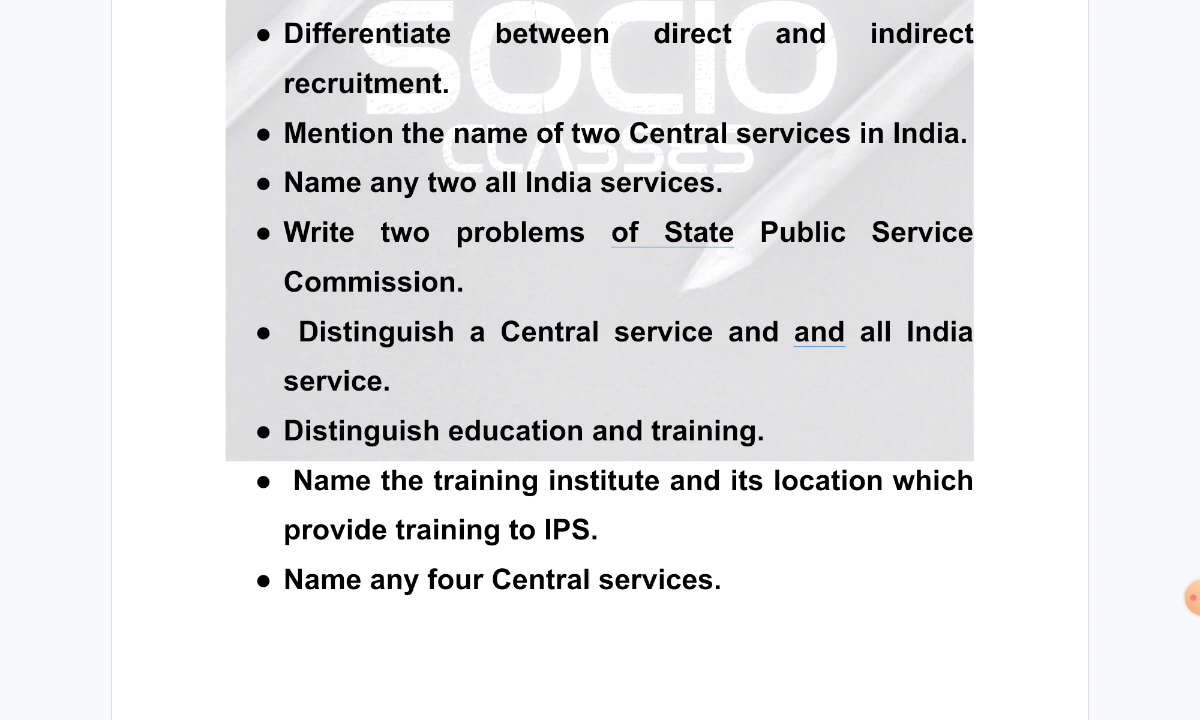 SOCIO
CLASSES
● Differentiate between direct and indirect
recruitment.
● Mention the name of two Central services in India.
● Name any two all India services.
● Write two problems of State Public Service
Commission.
● Distinguish a Central service and and all India
service.
● Distinguish education and training.
● Name the training institute and its location which
provide training to IPS.
● Name any four Central services.